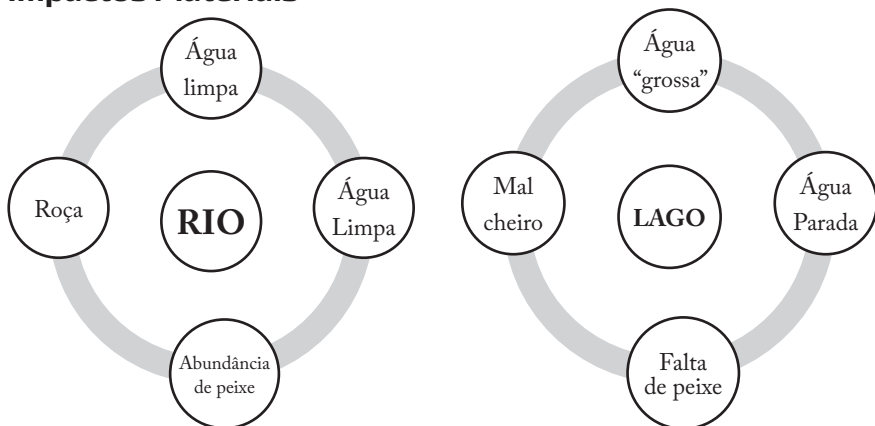 Impactos Materiais
Água
limpa
Roça
RIO
Água
Limpa
Abundância
de peixe
Água
“grossa”
Mal
cheiro
LAGO
Água
Parada
Falta
de peixe